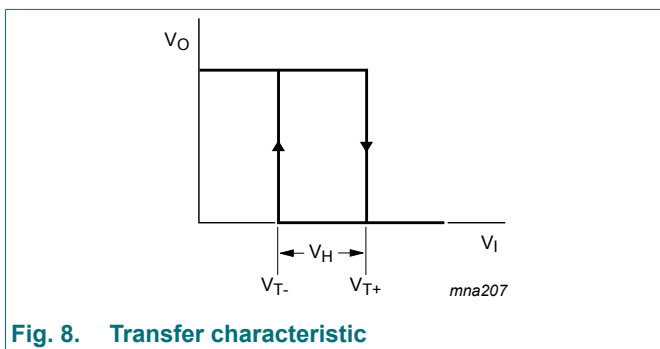 VO
VH
VI
VT-
VT+
mna207
Fig. 8. Transfer characteristic